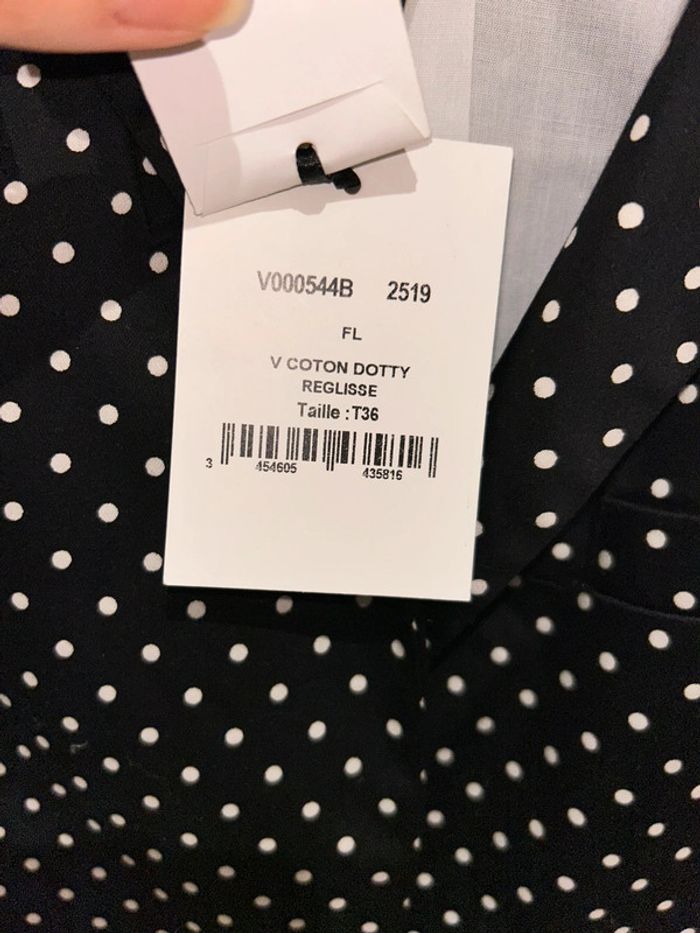 V000544B 2519
FL
V COTON DOTTY
REGLISSE
Taille :T36
3 454605 435816